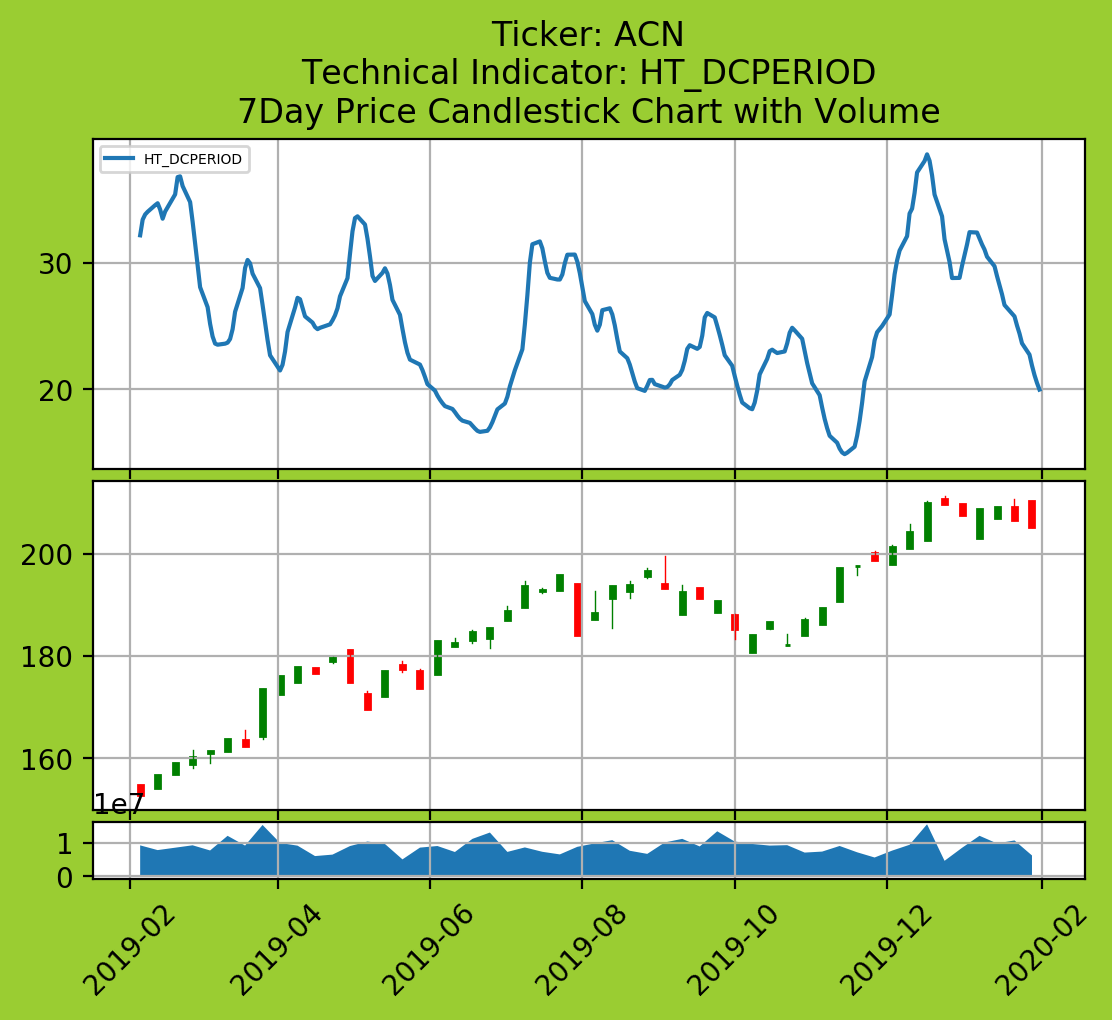 Ticker: ACN
Technical Indicator: HT_DCPERIOD
7Day Price Candlestick Chart with Volume
HT_DCPERIOD
30
20
200
180
160
1e7
1
0
2019-02
2019-04
2019-06
2019-08
2019-10
2019-12
2020-02